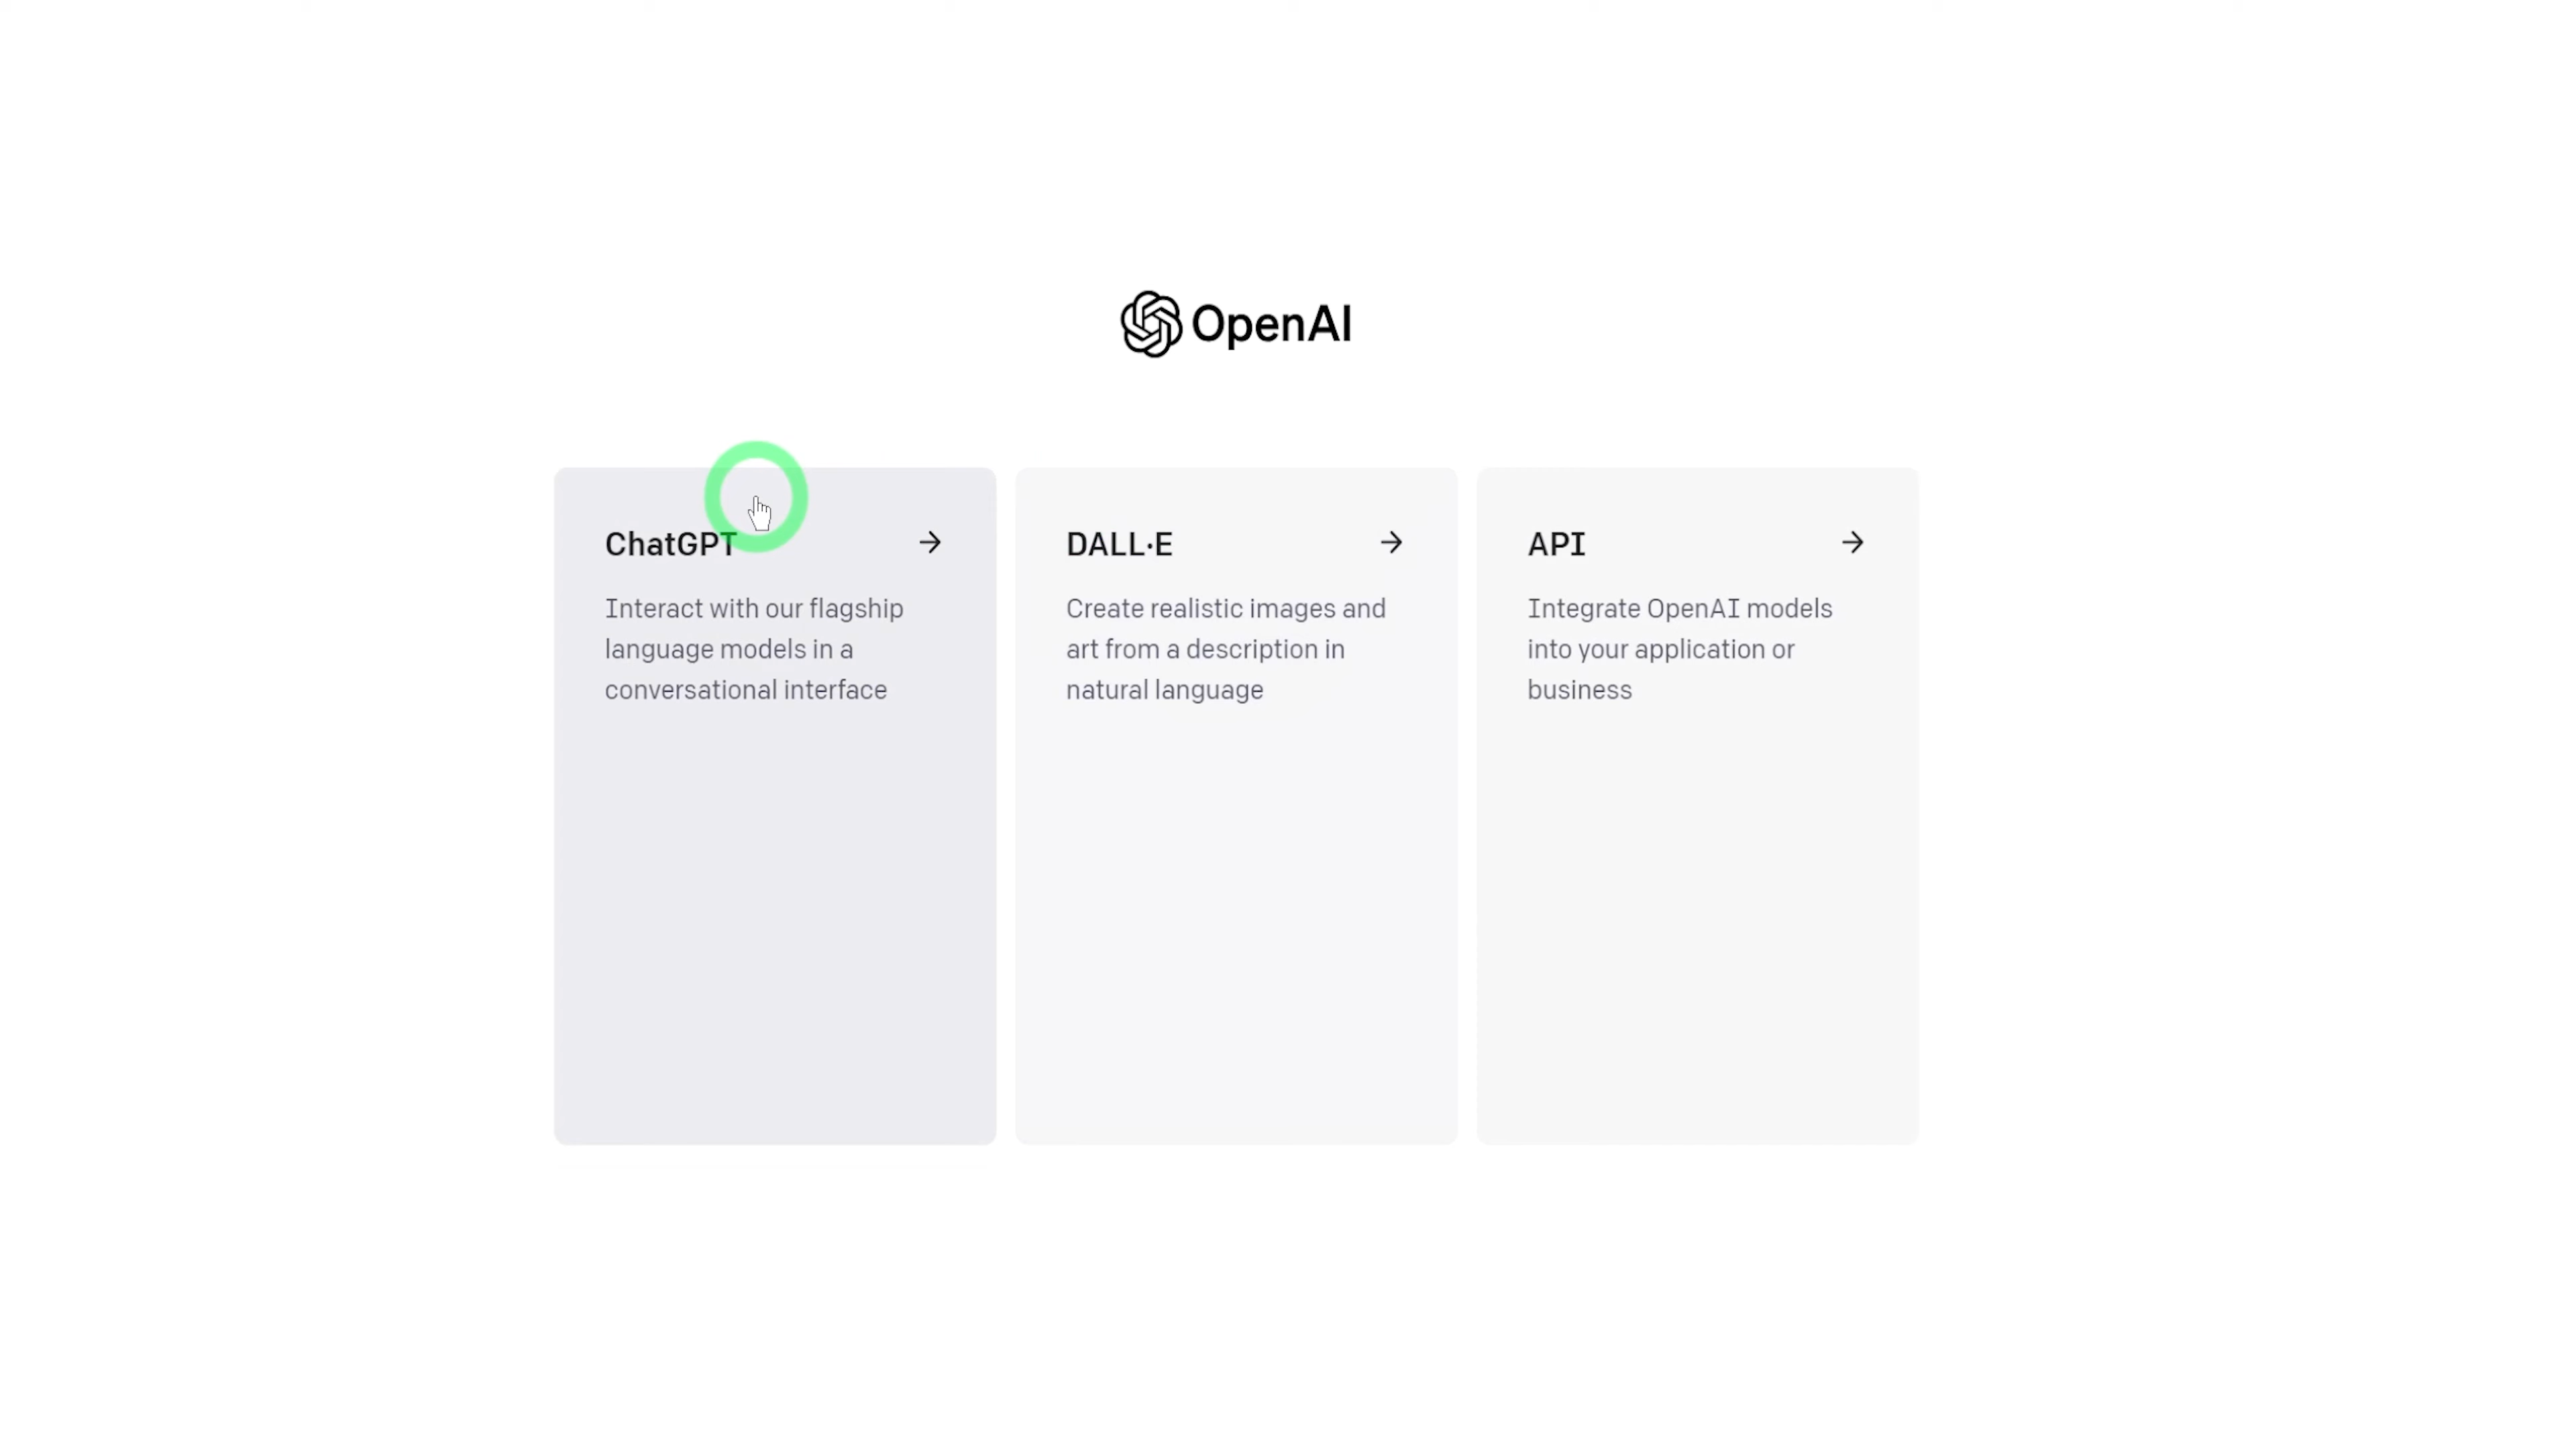 OpenAI
ChatGPT
Interact with our flagship
language models in a
conversational interface
DALL·E
Create realistic images and
art from a description in
natural language
API
Integrate OpenAI models
into your application or
business